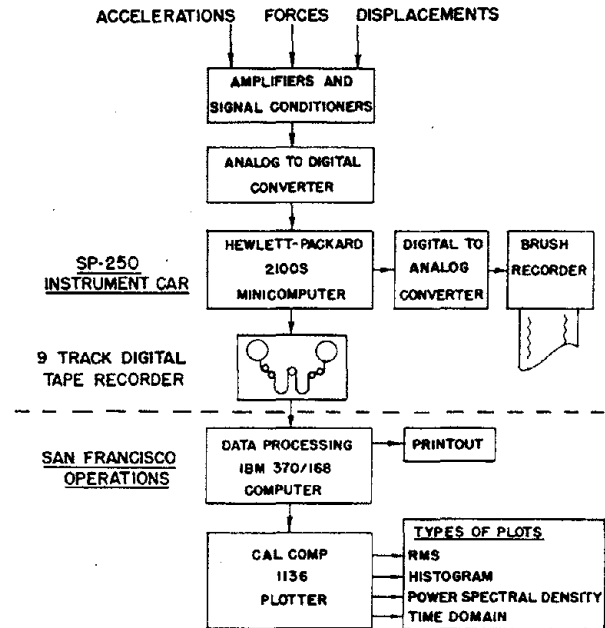 ACCELERATIONS FORCES DISPLACEMENTS
AMPLIFIERS AND
SIGNAL CONDITIONERS
ANALOG TO DIGITAL
CONVERTER
SP-250
INSTRUMENT CAR
HEWLETT-PACKARD
2100S
MINICOMPUTER
DIGITAL TO
ANALOG
CONVERTER
BRUSH
RECORDER
9 TRACK DIGITAL
TAPE RECORDER
SAN FRANCISCO
OPERATIONS
DATA PROCESSING
IBM 370/168
COMPUTER
PRINTOUT
CAL COMP
1136
PLOTTER
TYPES OF PLOTS
RMS
HISTOGRAM
POWER SPECTRAL DENSITY
TIME DOMAIN